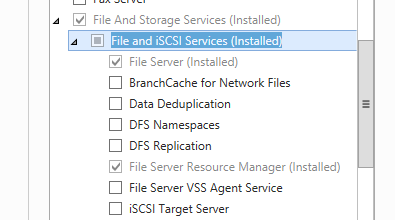 Fax Server
File And Storage Services (Installed)
File and iSCSI Services (Installed)
File Server (Installed)
BranchCache for Network Files
Data Deduplication
DFS Namespaces
DFS Replication
File Server Resource Manager (Installed)
File Server VSS Agent Service
iSCSI Target Server